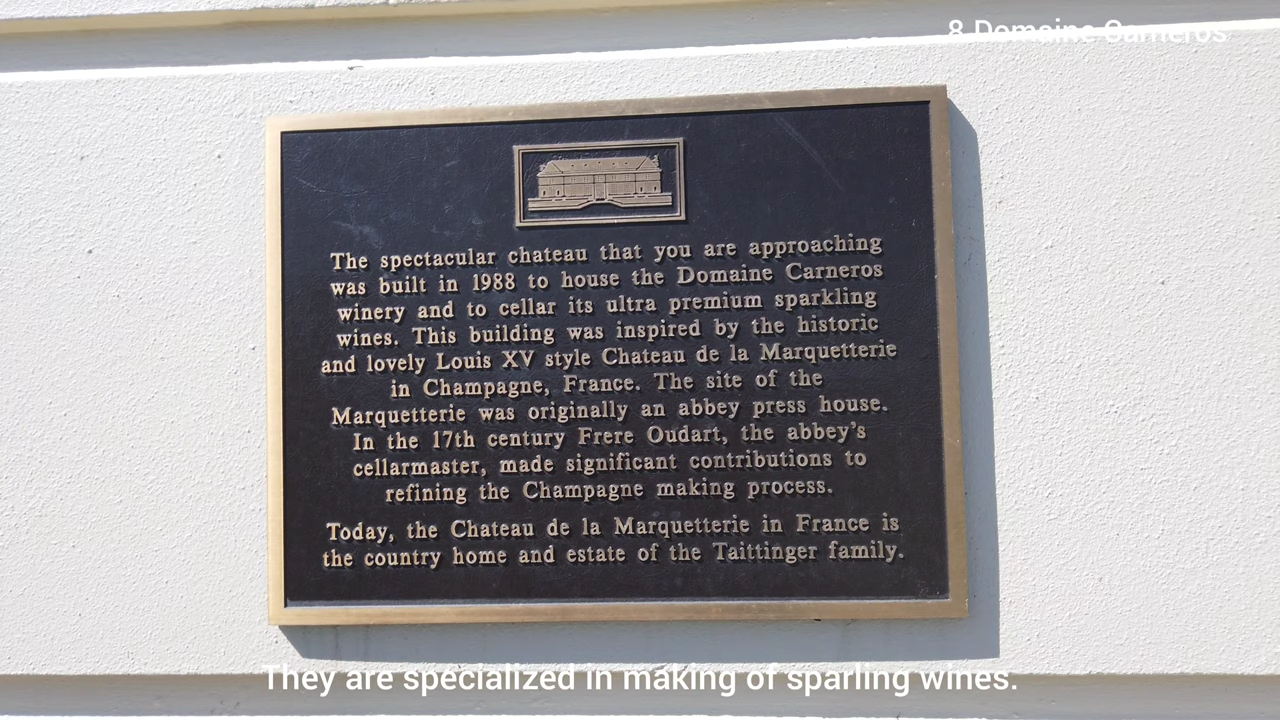 8 Domaine Carneros
The spectacular chateau that you are approaching
was built in 1988 to house the Domaine Carneros
winery and to cellar its ultra premium sparkling
wines. This building was inspired by the historic
and lovely Louis XV style Chateau de la Marquetterie
in Champagne, France. The site of the
Marquetterie was originally an abbey press house.
In the 17th century Frere Oudart, the abbey's
cellarmaster, made significant contributions to
refining the Champagne making process.
Today, the Chateau de la Marquetterie in France is
the country home and estate of the Taittinger family.
They are specialized in making of sparling wines.